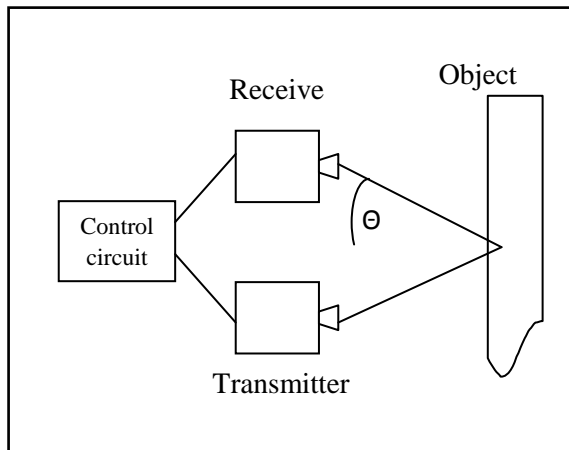 Object
Receive
Control
circuit
Θ
Transmitter